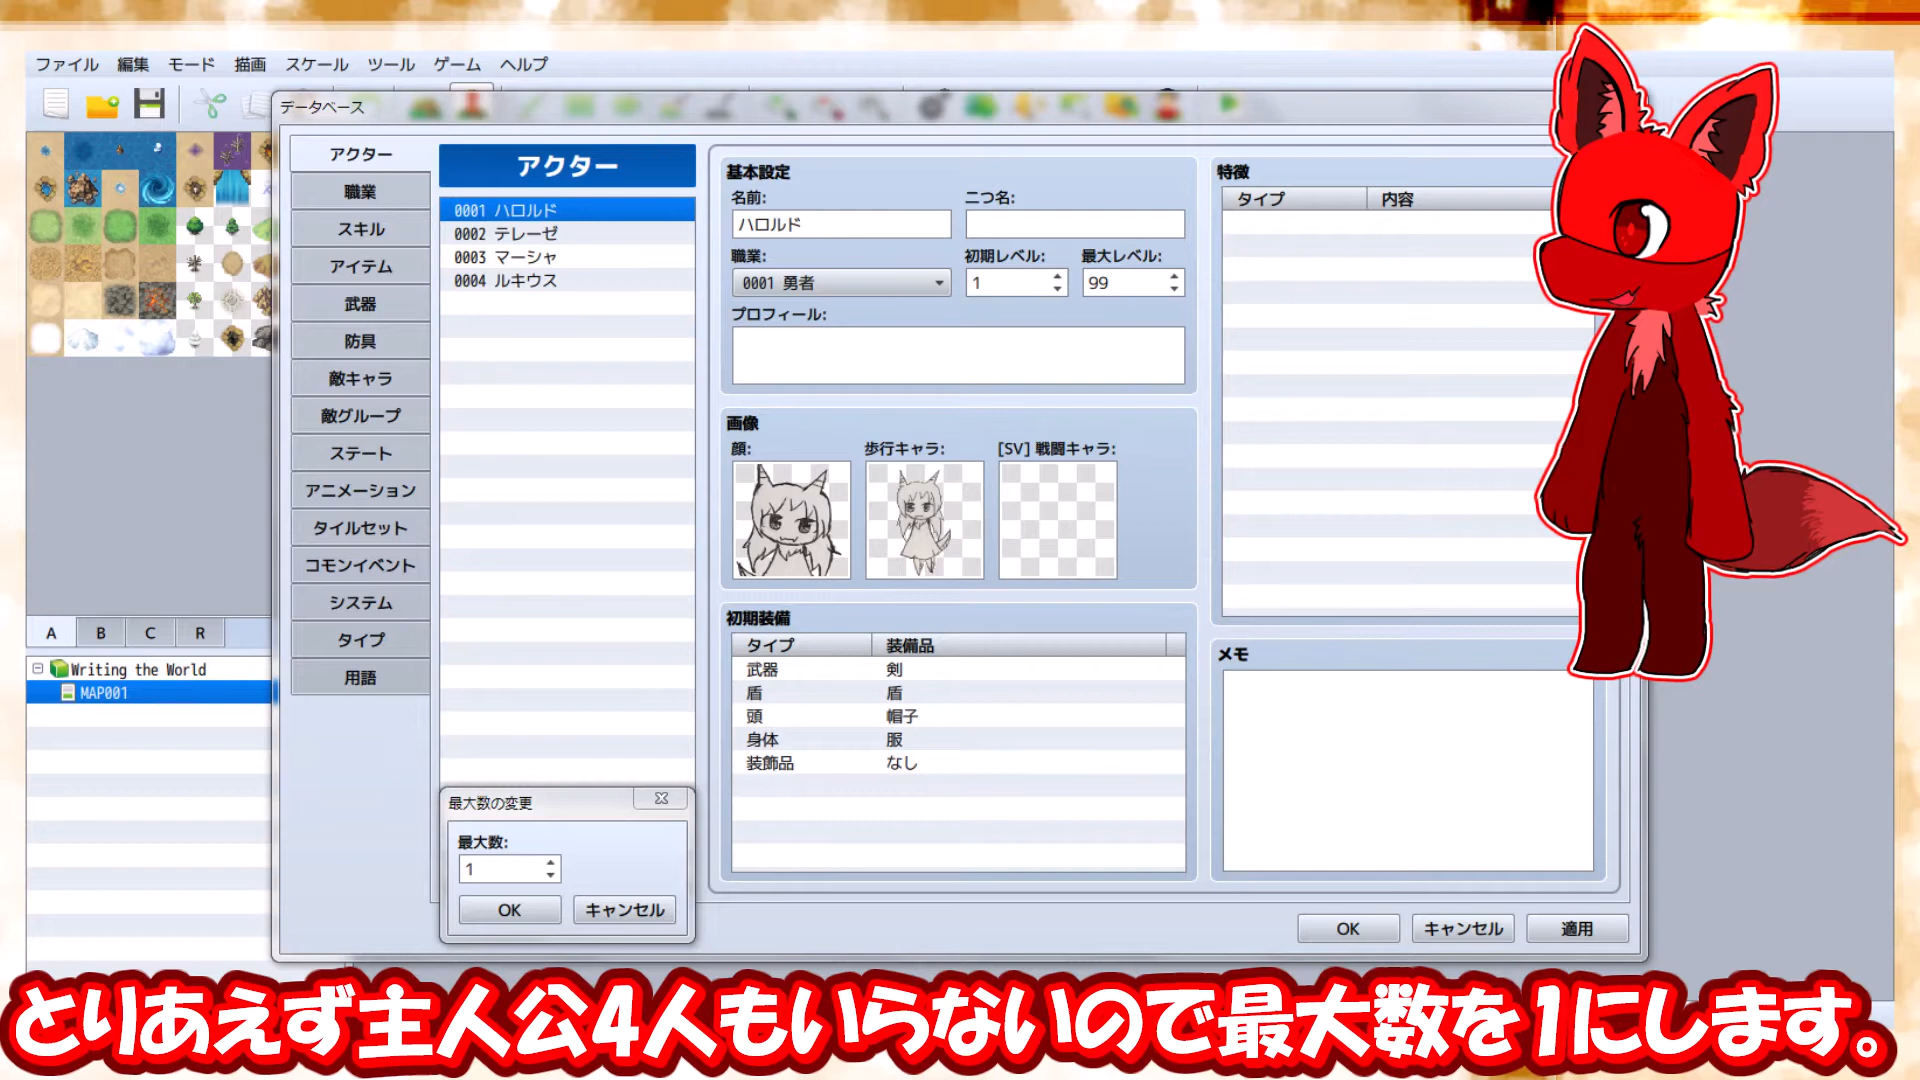 ファイル 編集 モード 描画 スケール ツール ゲーム ヘルプ
データベース
アクター
職業
スキル
アイテム
武器
防具
敵キャラ
敵グループ
ステート
アニメーション
タイルセット
コモンイベント
システム
タイプ
用語
A B C R
Writing the World
MAP001
アクター
0001 ハロルド
0002 テレーゼ
0003 マーシャ
0004 ルキウス
最大数の変更
最大数:
1
OK キャンセル
基本設定
名前: 二つ名:
ハロルド
職業: 初期レベル: 最大レベル:
0001 勇者 1 99
プロフィール:
画像
顔: 歩行キャラ: [SV] 戦闘キャラ:
初期装備
タイプ 装備品
武器 剣
盾 盾
頭 帽子
身体 服
装飾品 なし
特徴
タイプ 内容
メモ
OK キャンセル 適用
とりあえず主人公4人もいらないので最大数を1にします。